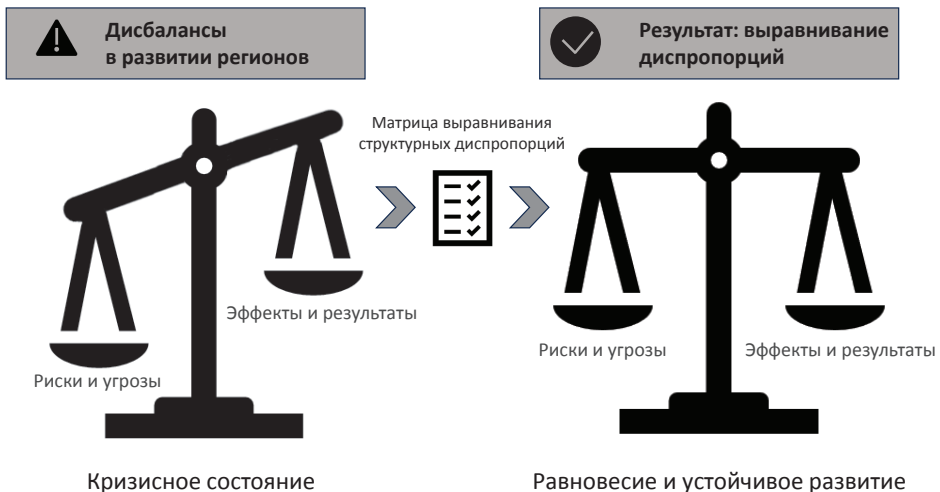 Дисбалансы
в развитии регионов
Результат: выравнивание
диспропорций
Матрица выравнивания
структурных диспропорций
Эффекты и результаты
Риски и угрозы
Риски и угрозы
Эффекты и результаты
Кризисное состояние
Равновесие и устойчивое развитие